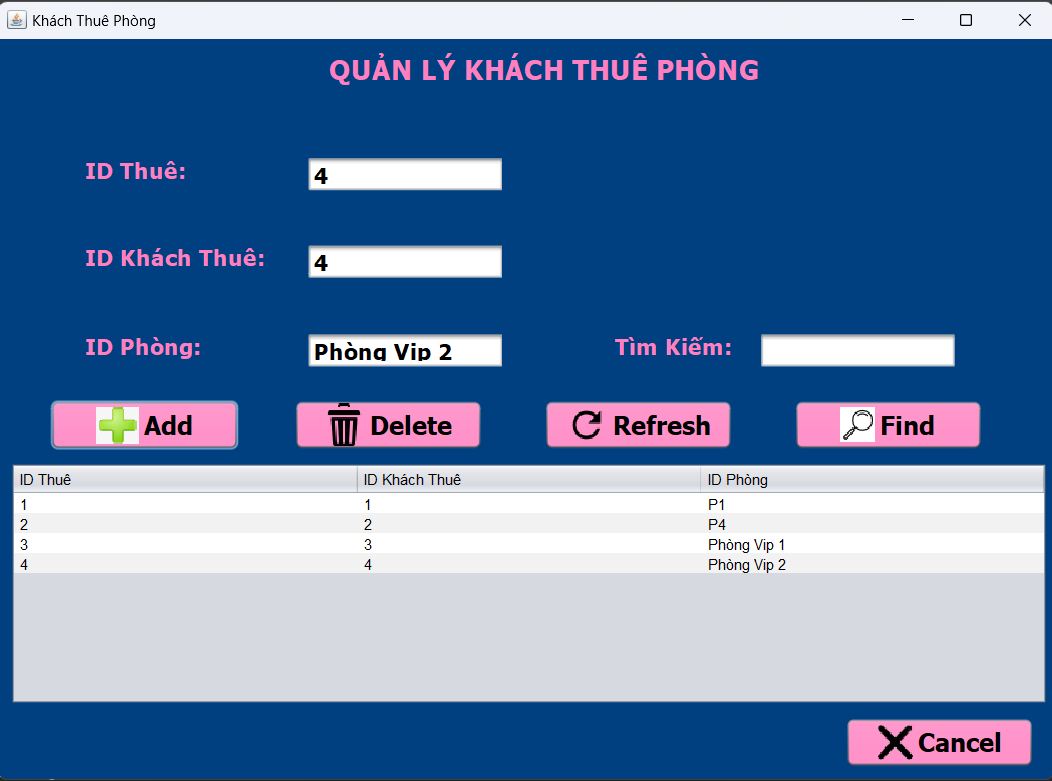 Khách Thuê Phòng
QUẢN LÝ KHÁCH THUÊ PHÒNG
ID Thuê: 4
ID Khách Thuê: 4
ID Phòng: Phòng Vip 2 Tìm Kiếm:
Add Delete Refresh Find
ID Thuê ID Khách Thuê ID Phòng
1 1 P1
2 2 P4
3 3 Phòng Vip 1
4 4 Phòng Vip 2
Cancel